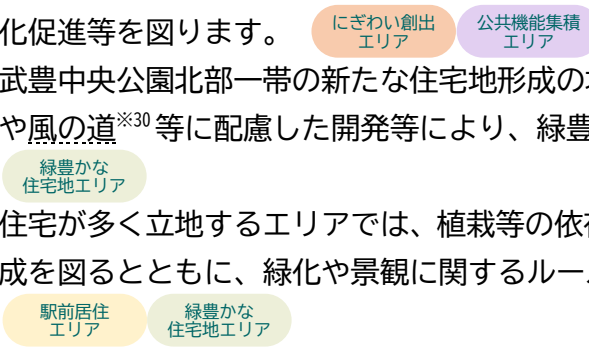 化促進等を図ります。 にぎわい創出エリア 公共機能集積エリア
武豊中央公園北部一帯の新たな住宅地形成の
や風の道※30等に配慮した開発等により、緑豊
緑豊かな
住宅地エリア
住宅が多く立地するエリアでは、植栽等の依
成を図るとともに、緑化や景観に関するルー
駅前居住エリア 緑豊かな住宅地エリア